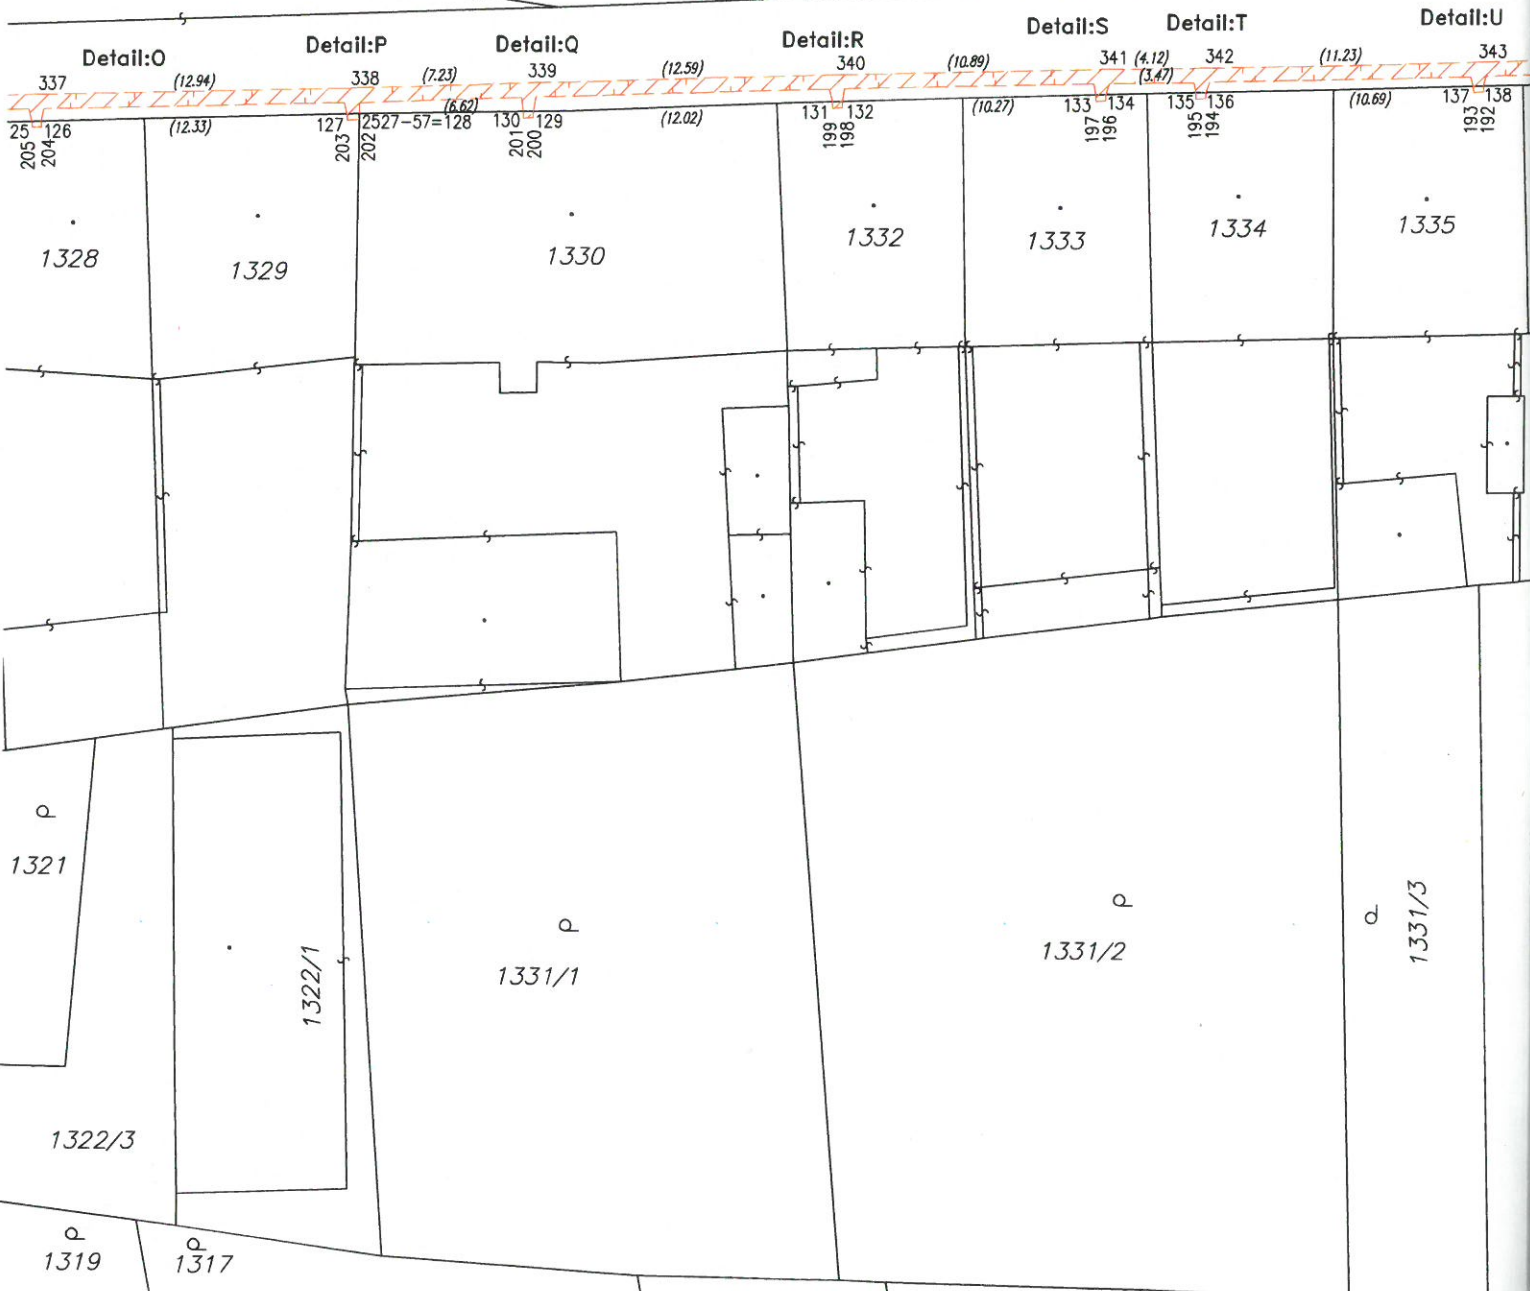 Detail:O Detail:P Detail:Q Detail:R Detail:S Detail:T Detail:U
337 (12.94) 338 (7.23) 339 (12.59) 340 (10.89) 341 (4.12) 342 (11.23) 343
(3.47)
25 126 (12.33) 127 2527-57=128 (6.62) 130 129 (12.02) 131 132 (10.27) 133 134 135 136 (10.69) 137 138
205 204 203 202 201 200 199 198 197 196 195 194 193 192
1328 1329 1330 1332 1333 1334 1335
1321 1322/1 1331/1 1331/2 1331/3
1322/3
1319 1317